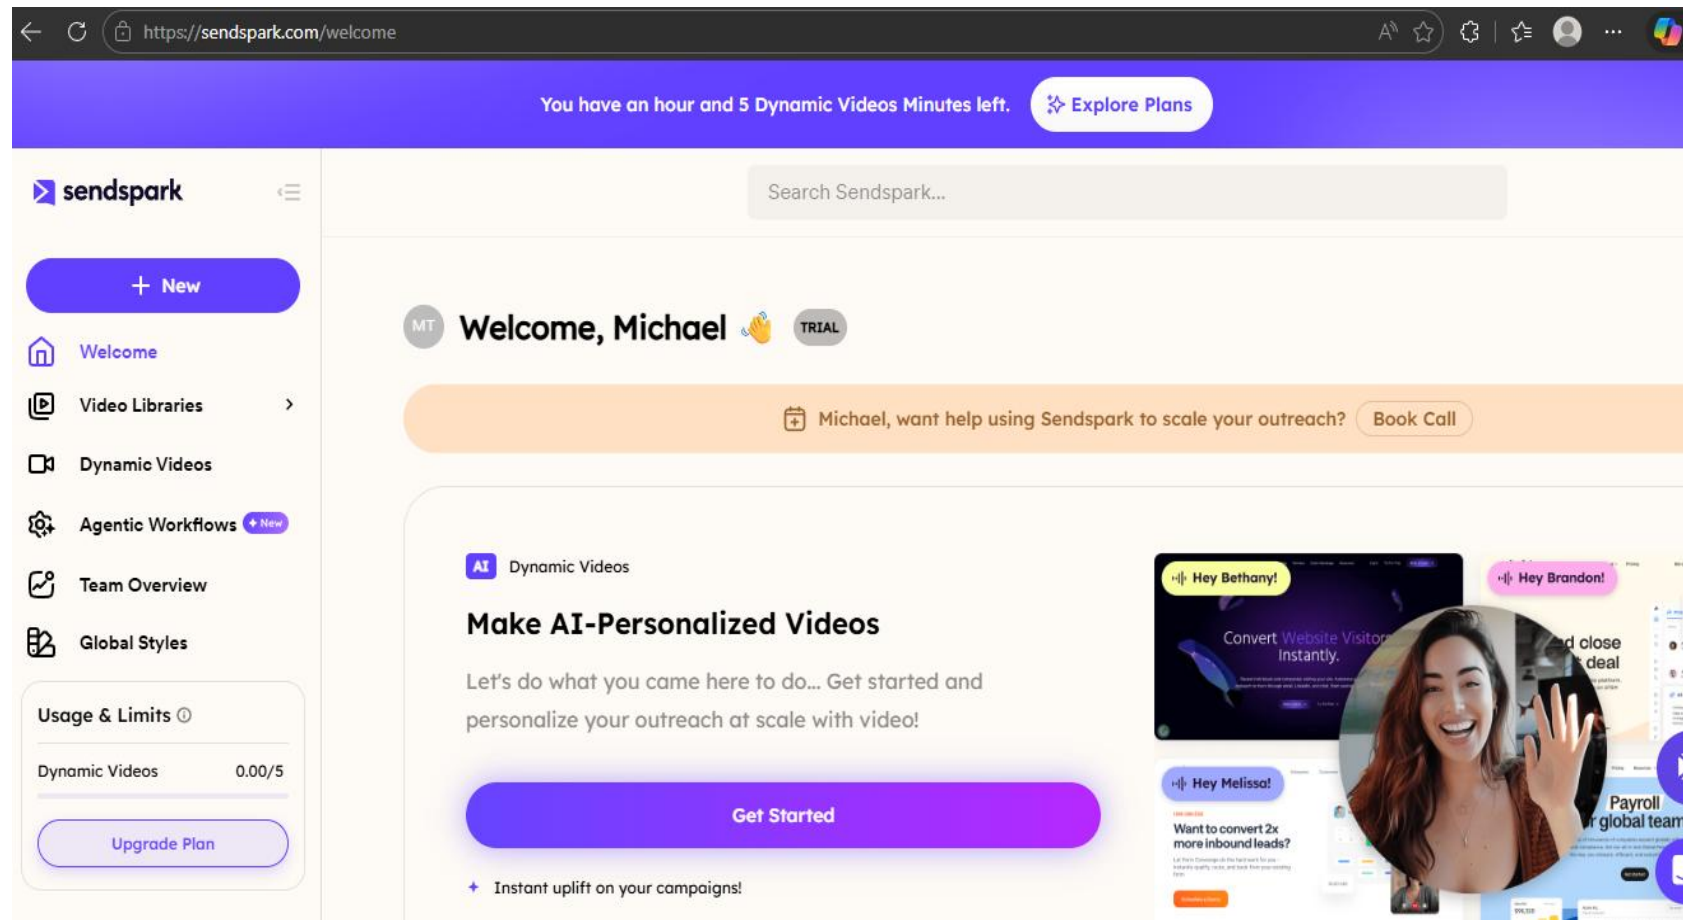 https://sendspark.com/welcome
You have an hour and 5 Dynamic Videos Minutes left.
Explore Plans
sendspark
Search Sendspark...
+ New
Welcome
Video Libraries
Dynamic Videos
Agentic Workflows
New
Team Overview
Global Styles
Usage & Limits
Dynamic Videos 0.00/5
Upgrade Plan
MT
Welcome, Michael 👋
TRIAL
Michael, want help using Sendspark to scale your outreach?
Book Call
AI Dynamic Videos
Make AI-Personalized Videos
Let's do what you came here to do... Get started and
personalize your outreach at scale with video!
Get Started
Instant uplift on your campaigns!
Hey Bethany!
Convert Website Visitors
Instantly.
Hey Brandon!
close
deal
Hey Melissa!
Want to convert 2x
more inbound leads?
Payroll
global team